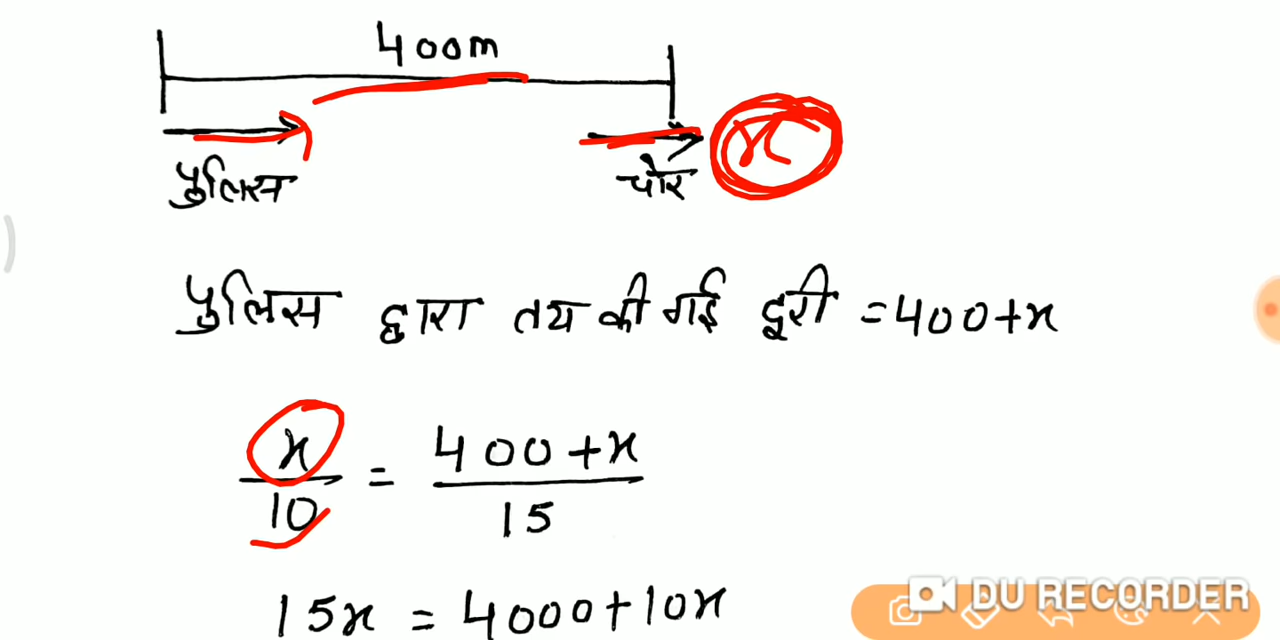 400m
x
पुलिस चोर
पुलिस द्वारा तय की गई दूरी = 400+x
x/10 = 400+x/15
15x = 4000+10x
DU RECORDER